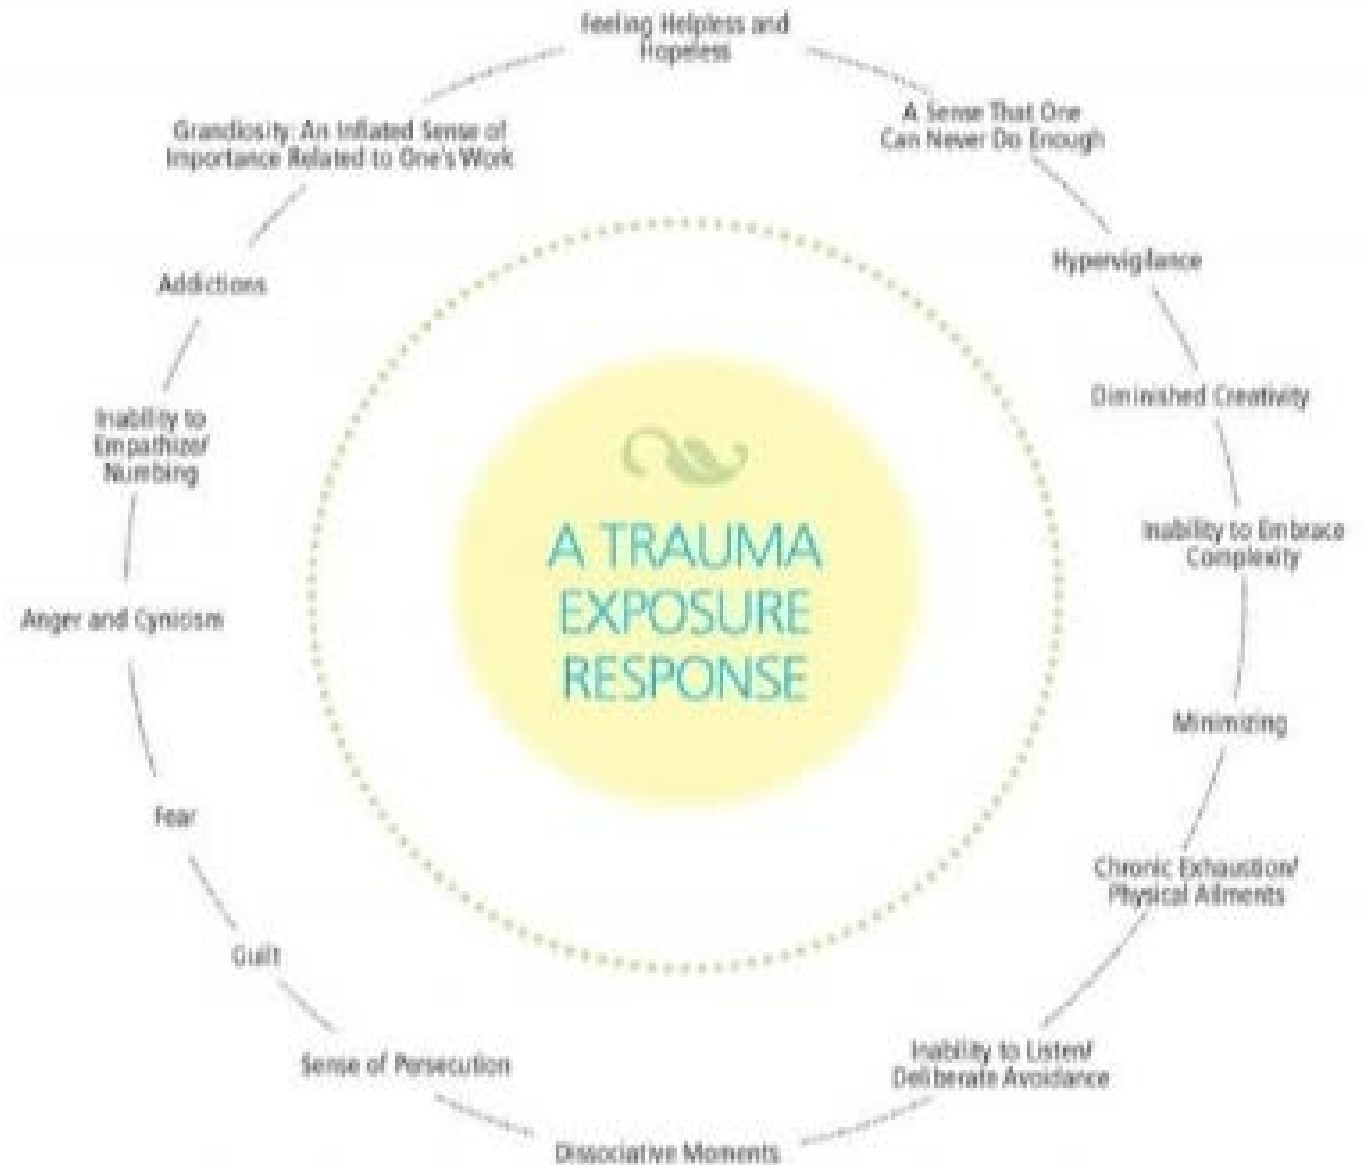 Feeling Helpless and
Hopeless
A Sense That One
Can Never Do Enough
Hypervigilance
Diminished Creativity
Inability to Embrace
Complexity
Minimizing
Chronic Exhaustion/
Physical Ailments
Inability to Listen/
Deliberate Avoidance
Dissociative Moments
Sense of Persecution
Guilt
Fear
Anger and Cynicism
Inability to
Empathize/
Numbing
Addictions
Grandiosity: An Inflated Sense of
Importance Related to One's Work
A TRAUMA
EXPOSURE
RESPONSE